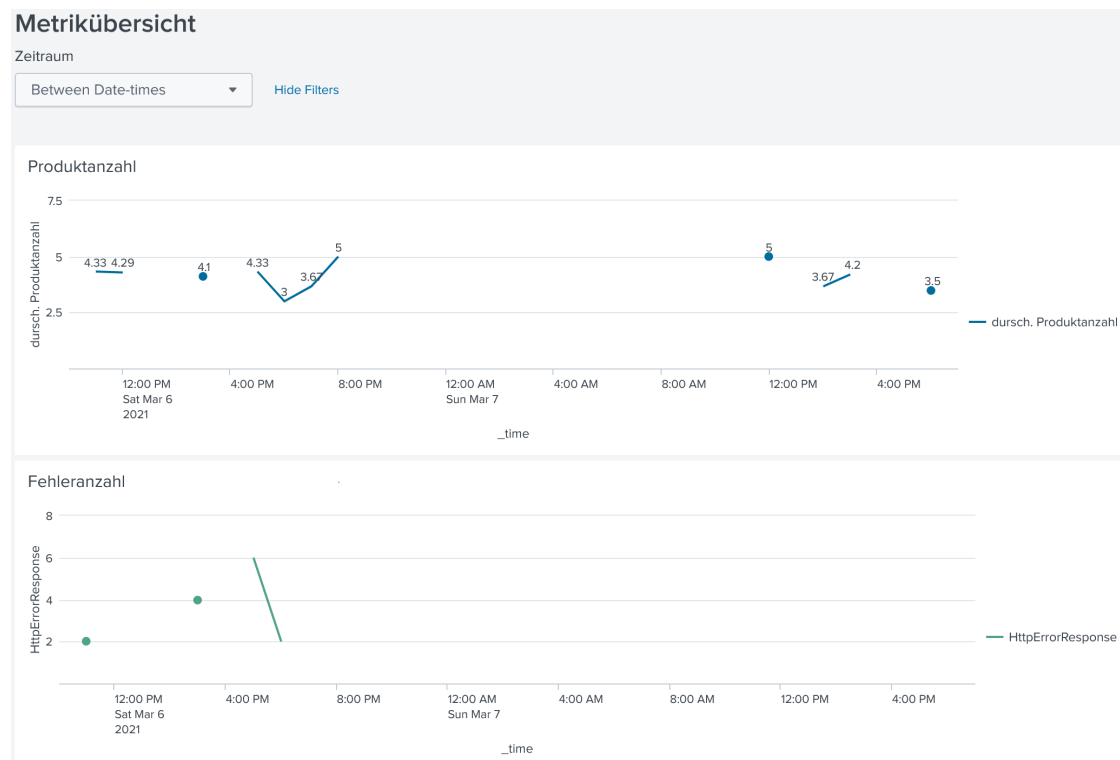 Metrikübersicht
Zeitraum
Between Date-times
Hide Filters
Produktanzahl
7.5
5
2.5
dursch. Produktanzahl
4.33 4.29
4.1
4.33
3
3.67
5
5
3.67
4.2
3.5
dursch. Produktanzahl
12:00 PM 4:00 PM 8:00 PM 12:00 AM 4:00 AM 8:00 AM 12:00 PM 4:00 PM
Sat Mar 6 Sun Mar 7
2021
_time
Fehleranzahl
8
6
4
2
HttpErrorResponse
HttpErrorResponse
12:00 PM 4:00 PM 8:00 PM 12:00 AM 4:00 AM 8:00 AM 12:00 PM 4:00 PM
Sat Mar 6 Sun Mar 7
2021
_time